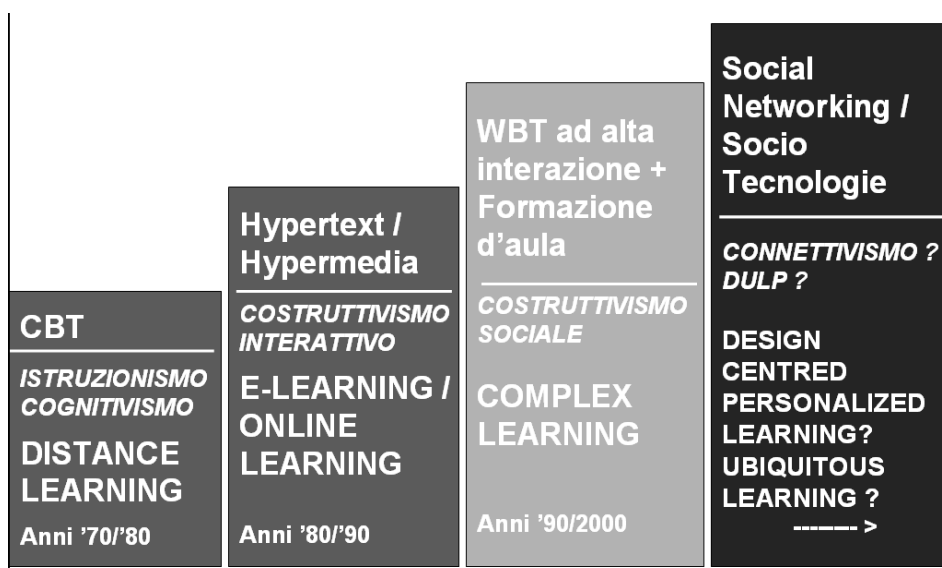 CBT
ISTRUZIONISMO
COGNITIVISMO
DISTANCE
LEARNING
Anni '70/'80
Hypertext /
Hypermedia
COSTRUTTIVISMO
INTERATTIVO
E-LEARNING /
ONLINE
LEARNING
Anni '80/'90
WBT ad alta
interazione +
Formazione
d'aula
COSTRUTTIVISMO
SOCIALE
COMPLEX
LEARNING
Anni '90/2000
Social
Networking /
Socio
Tecnologie
CONNETTIVISMO ?
DULP ?
DESIGN
CENTRED
PERSONALIZED
LEARNING?
UBIQUITOUS
LEARNING ?
--------- >